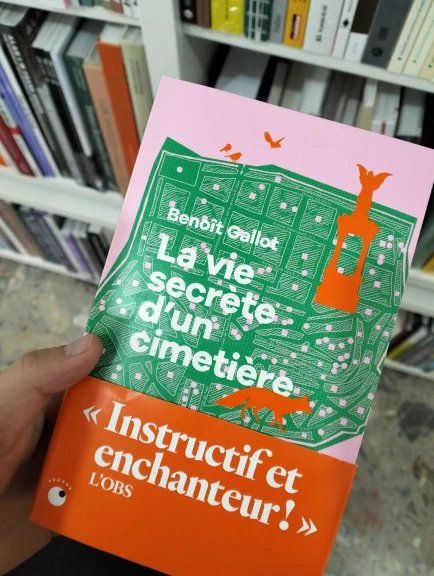 Benoît Gallot
La vie
secrète
d'un
cimetière
« Instructif et
enchanteur ! »
L'OBS